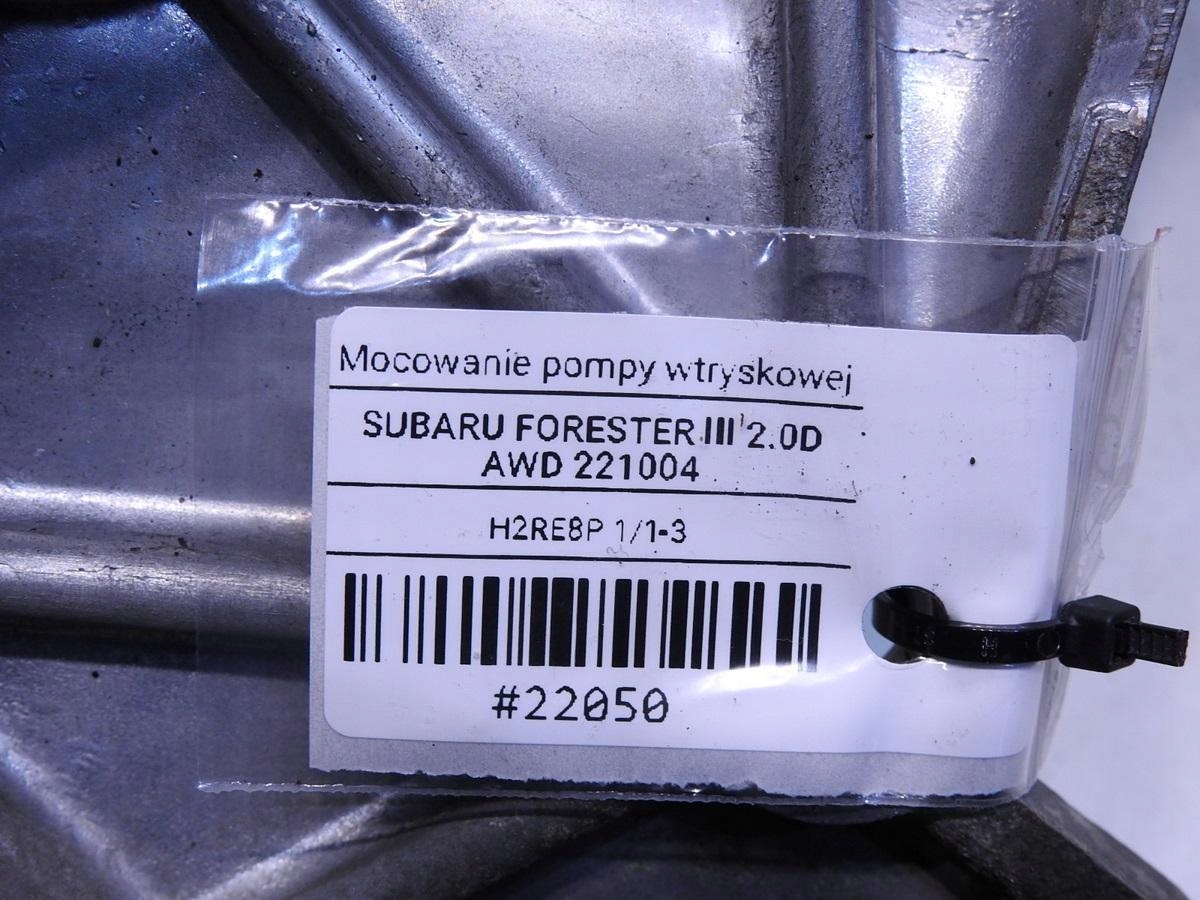 Mocowanie pompy wtryskowej
SUBARU FORESTER III 2.0D
AWD 221004
H2RE8P 1/1-3
#22050